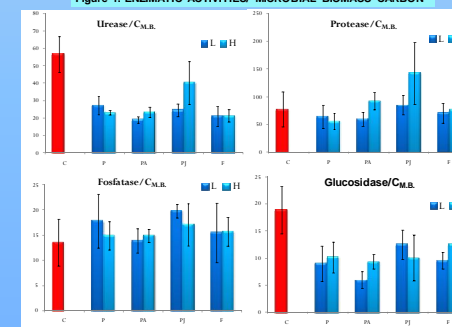 Figure 1. ENZIMATIC ACTIVITIES/ MICROBIAL BIOMASS CARBON
Urease/CM.B.
L H
80
70
60
50
40
30
20
10
0
C P PA PJ F
Protease/CM.B.
L
250
200
150
100
50
0
C P PA PJ F
Fosfatase/CM.B.
L H
25
20
15
10
5
0
C P PA PJ F
Glucosidase/CM.B.
L
25
20
15
10
5
0
C P PA PJ F